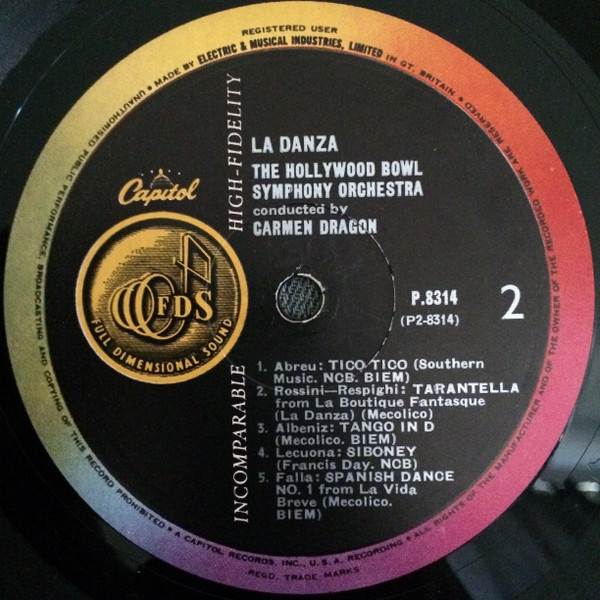 REGISTERED USER
UNAUTHORISED PUBLIC PERFORMANCE, BROADCASTING AND COPYING OF THIS RECORD PROHIBITED • MADE BY ELECTRIC & MUSICAL INDUSTRIES, LIMITED IN GT. BRITAIN • ALL RIGHTS OF THE MANUFACTURER AND OF THE OWNER OF THE RECORDED WORK ARE RESERVED •
HIGH-FIDELITY
LA DANZA
THE HOLLYWOOD BOWL
SYMPHONY ORCHESTRA
conducted by
CARMEN DRAGON
Capitol
FDS
FULL DIMENSIONAL SOUND
P.8314
(P2-8314)
2
INCOMPARABLE
1. Abreu: TICO TICO (Southern
Music. NCB. BIEM)
2. Rossini—Respighi: TARANTELLA
from La Boutique Fantasque
(La Danza) (Mecolico)
3. Albeniz: TANGO IN D
(Mecolico. BIEM)
4. Lecuona: SIBONEY
(Francis Day. NCB)
5. Falla: SPANISH DANCE
NO. 1 from La Vida
Breve (Mecolico.
BIEM)
• A CAPITOL RECORDS, INC., U.S.A. RECORDING •
REGD. TRADE MARKS